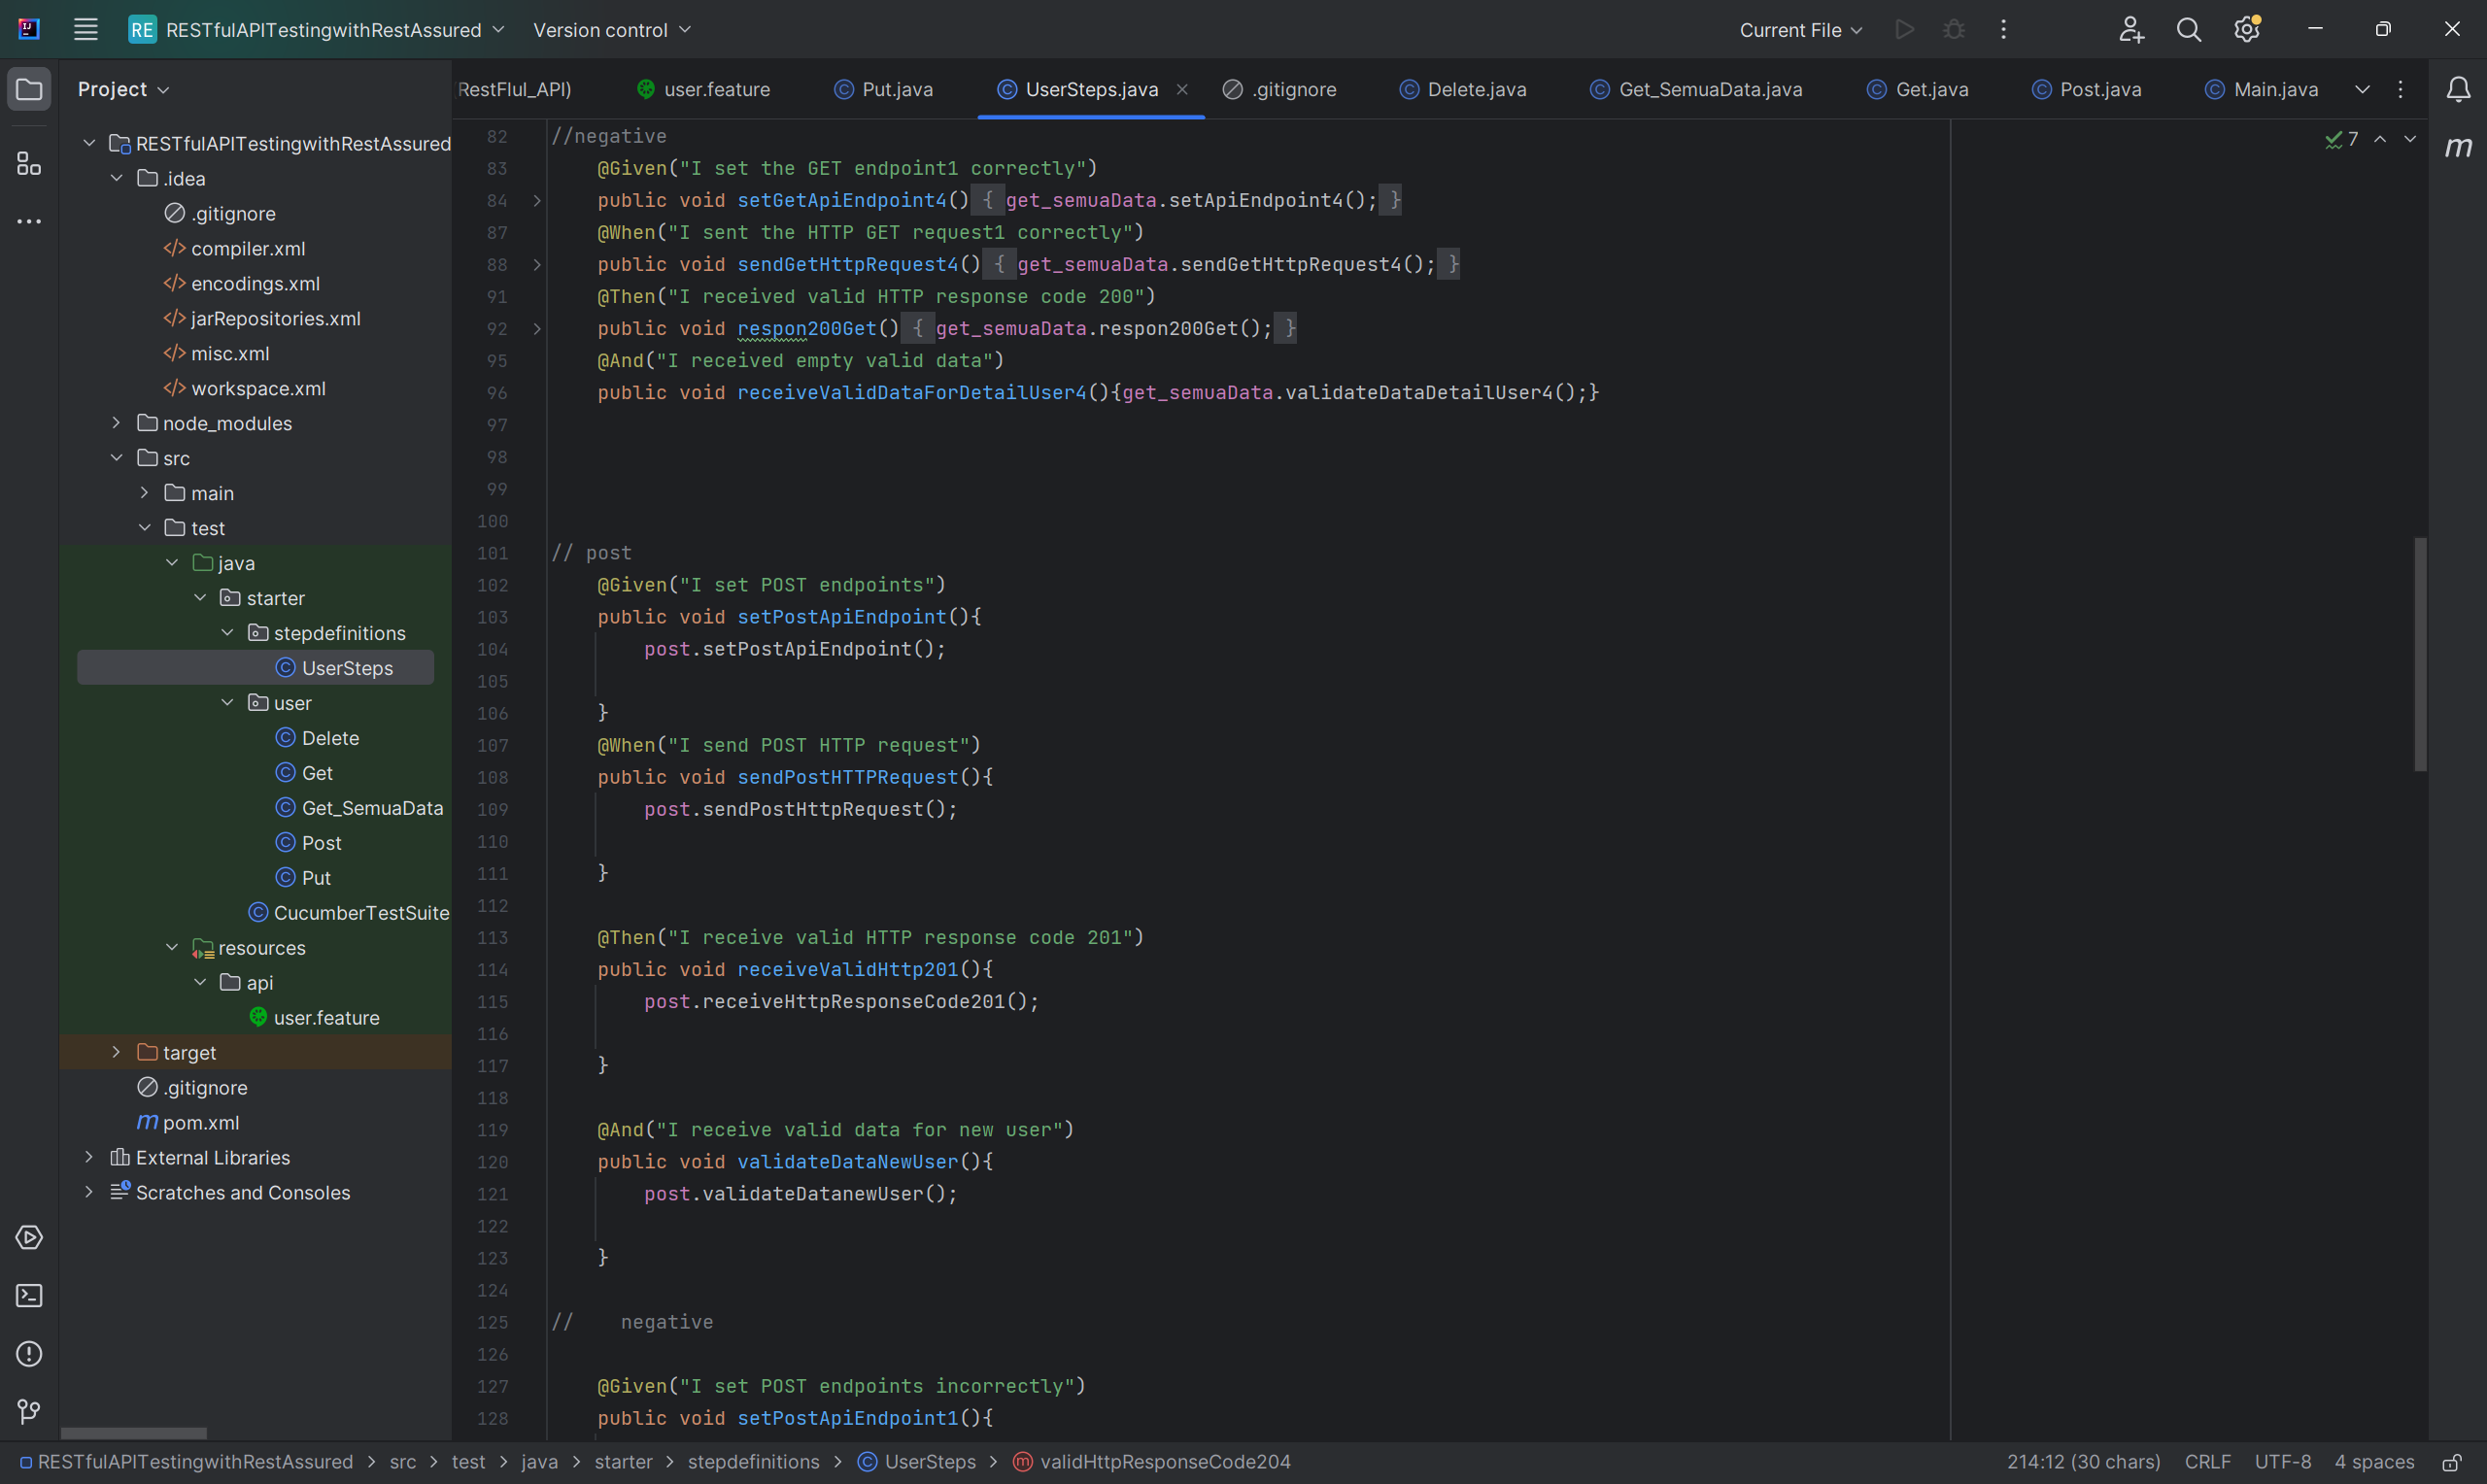 RE RESTfulAPITestingwithRestAssured Version control Current File
Project
RestFlul_API) user.feature Put.java UserSteps.java .gitignore Delete.java Get_SemuaData.java Get.java Post.java Main.java
RESTfulAPITestingwithRestAssured
.idea
.gitignore
compiler.xml
encodings.xml
jarRepositories.xml
misc.xml
workspace.xml
node_modules
src
main
test
java
starter
stepdefinitions
UserSteps
user
Delete
Get
Get_SemuaData
Post
Put
CucumberTestSuite
resources
api
user.feature
target
.gitignore
pom.xml
External Libraries
Scratches and Consoles
7
82 //negative
83 @Given("I set the GET endpoint1 correctly")
84 public void setGetApiEndpoint4() { get_semuaData.setApiEndpoint4(); }
87 @When("I sent the HTTP GET request1 correctly")
88 public void sendGetHttpRequest4() { get_semuaData.sendGetHttpRequest4(); }
91 @Then("I received valid HTTP response code 200")
92 public void respon200Get() { get_semuaData.respon200Get(); }
95 @And("I received empty valid data")
96 public void receiveValidDataForDetailUser4(){get_semuaData.validateDataDetailUser4();}
97
98
99
100
101 // post
102 @Given("I set POST endpoints")
103 public void setPostApiEndpoint(){
104 post.setPostApiEndpoint();
105
106 }
107 @When("I send POST HTTP request")
108 public void sendPostHTTPRequest(){
109 post.sendPostHttpRequest();
110
111 }
112
113 @Then("I receive valid HTTP response code 201")
114 public void receiveValidHttp201(){
115 post.receiveHttpResponseCode201();
116
117 }
118
119 @And("I receive valid data for new user")
120 public void validateDataNewUser(){
121 post.validateDatanewUser();
122
123 }
124
125 // negative
126
127 @Given("I set POST endpoints incorrectly")
128 public void setPostApiEndpoint1(){
RESTfulAPITestingwithRestAssured > src > test > java > starter > stepdefinitions > UserSteps > validHttpResponseCode204 214:12 (30 chars) CRLF UTF-8 4 spaces